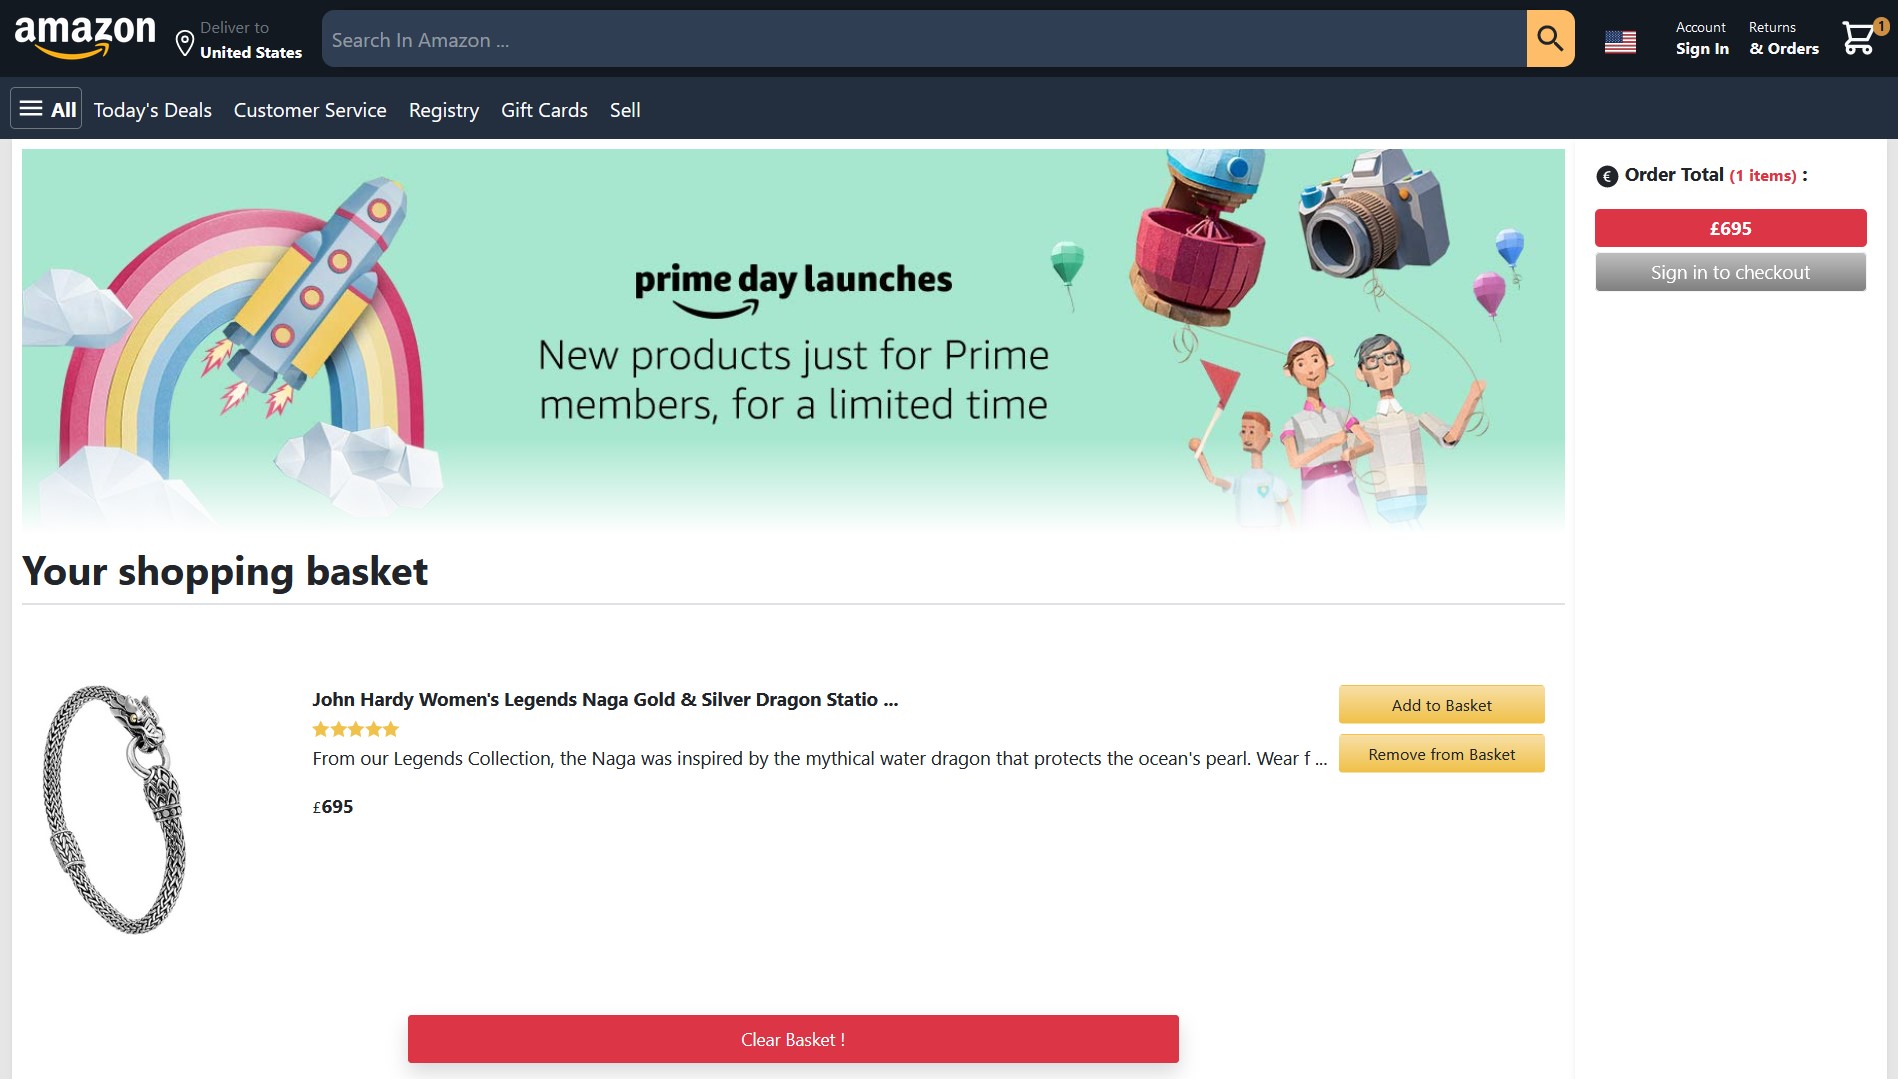 amazon
Deliver to
United States
Search In Amazon ...
Account
Sign In
Returns
& Orders
1
All
Today's Deals
Customer Service
Registry
Gift Cards
Sell
prime day launches
New products just for Prime
members, for a limited time
€ Order Total (1 items) :
£695
Sign in to checkout
Your shopping basket
John Hardy Women's Legends Naga Gold & Silver Dragon Statio ...
From our Legends Collection, the Naga was inspired by the mythical water dragon that protects the ocean's pearl. Wear f ...
£695
Add to Basket
Remove from Basket
Clear Basket !